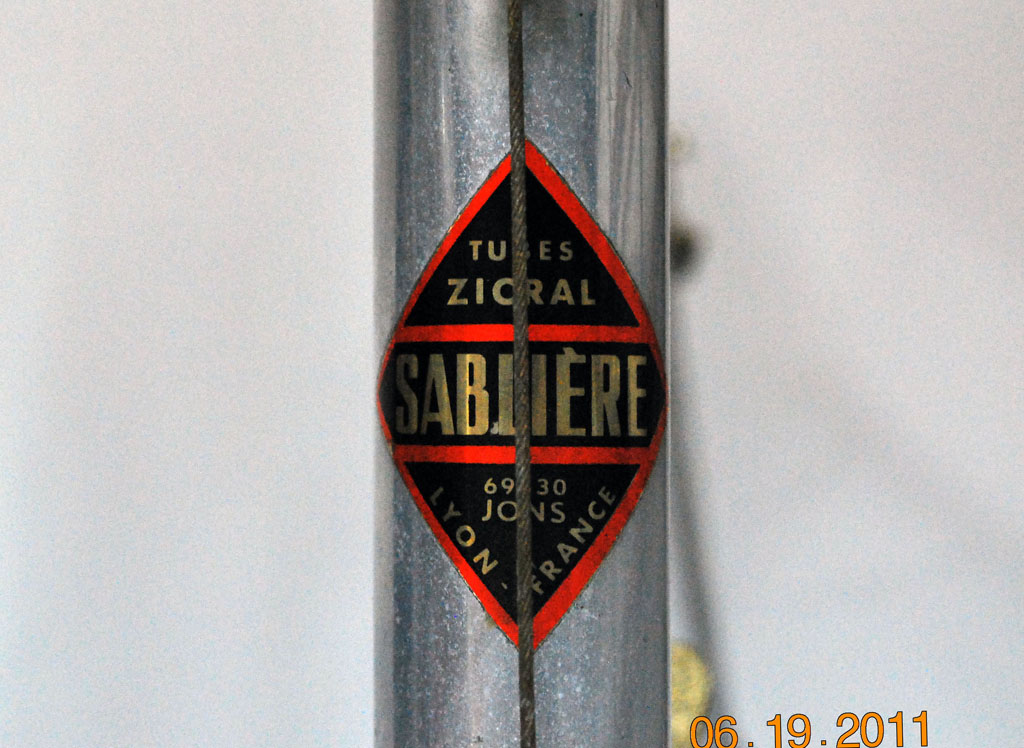 TUBES
ZICRAL
SABLIÈRE
JONS
LYON - FRANCE
06.19.2011